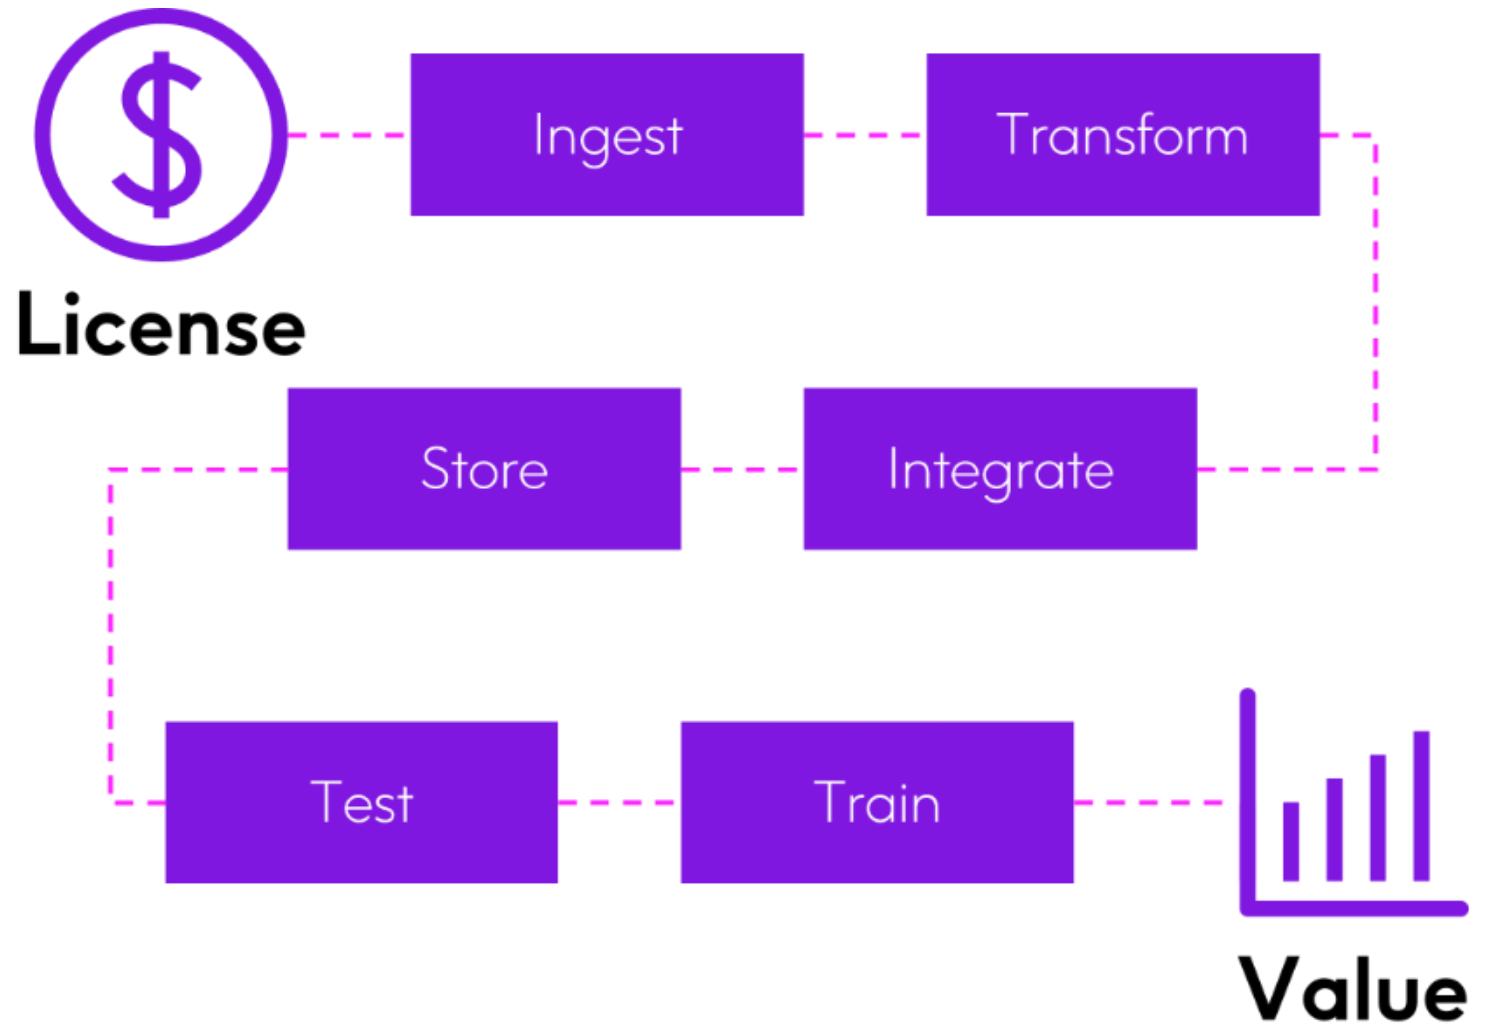 Ingest
Transform
License
Integrate
Store
Test
Train
Value